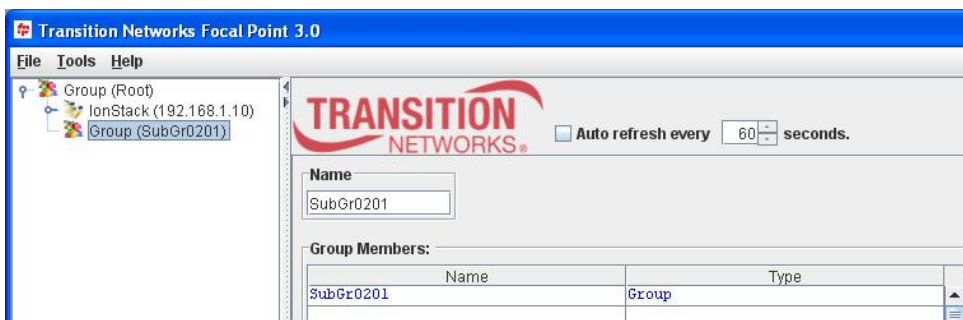 Transition Networks Focal Point 3.0
File Tools Help
Group (Root)
IonStack (192.168.1.10)
Group (SubGr0201)
TRANSITION
NETWORKS®
Auto refresh every 60 seconds.
Name
SubGr0201
Group Members:
Name Type
SubGr0201 Group